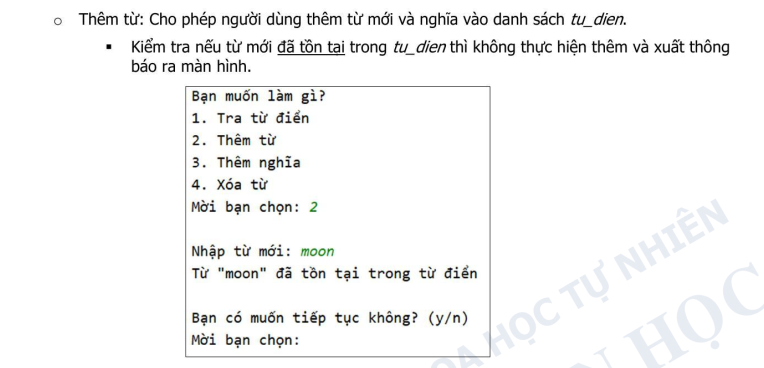 o Thêm từ: Cho phép người dùng thêm từ mới và nghĩa vào danh sách tu_dien.
▪ Kiểm tra nếu từ mới đã tồn tại trong tu_dien thì không thực hiện thêm và xuất thông
báo ra màn hình.
Bạn muốn làm gì?
1. Tra từ điển
2. Thêm từ
3. Thêm nghĩa
4. Xóa từ
Mời bạn chọn: 2
Nhập từ mới: moon
Từ "moon" đã tồn tại trong từ điển
Bạn có muốn tiếp tục không? (y/n)
Mời bạn chọn:
HỌC TỰ NHIÊN
HỌC